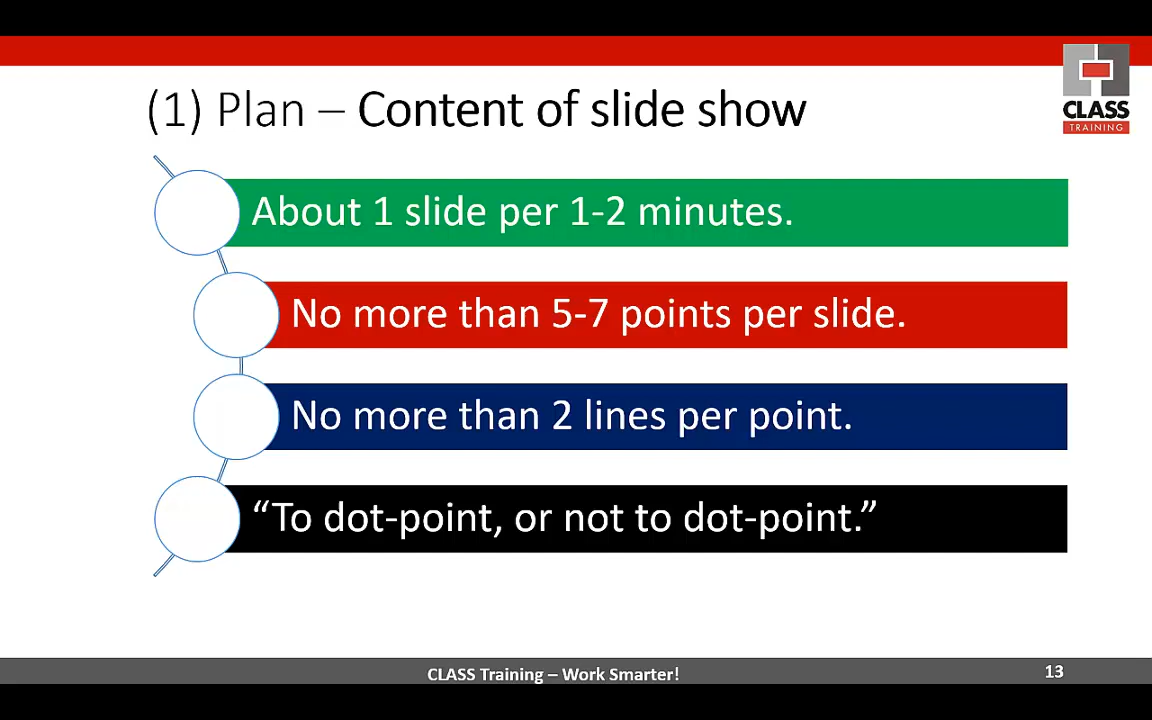 CLASS
TRAINING
(1) Plan – Content of slide show
About 1 slide per 1-2 minutes.
No more than 5-7 points per slide.
No more than 2 lines per point.
“To dot-point, or not to dot-point.”
CLASS Training – Work Smarter!
13